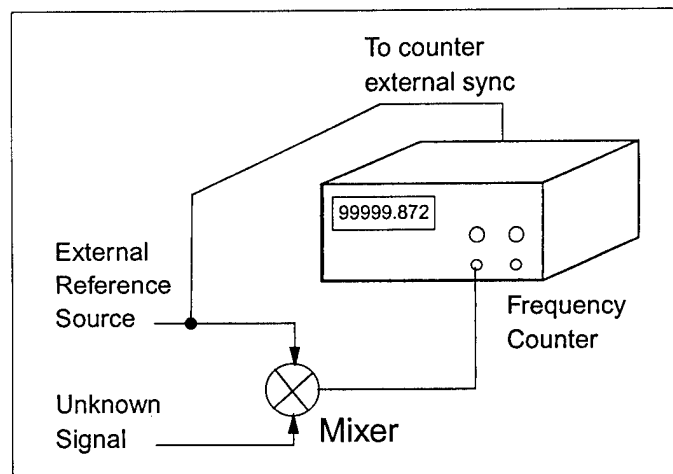 To counter
external sync
99999.872
External
Reference
Source
Frequency
Counter
Unknown
Signal
Mixer